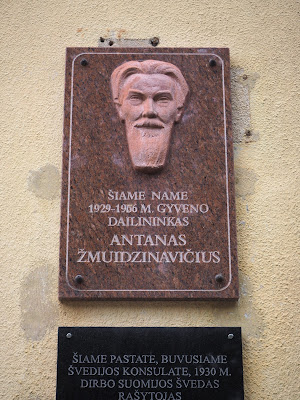 ŠIAME NAME
1929-1966 M. GYVENO
DAILININKAS
ANTANAS
ŽMUIDZINAVIČIUS
ŠIAME PASTATE, BUVUSIAME
ŠVEDIJOS KONSULATE, 1930 M.
DIRBO SUOMIJOS ŠVEDAS
RAŠYTOJAS